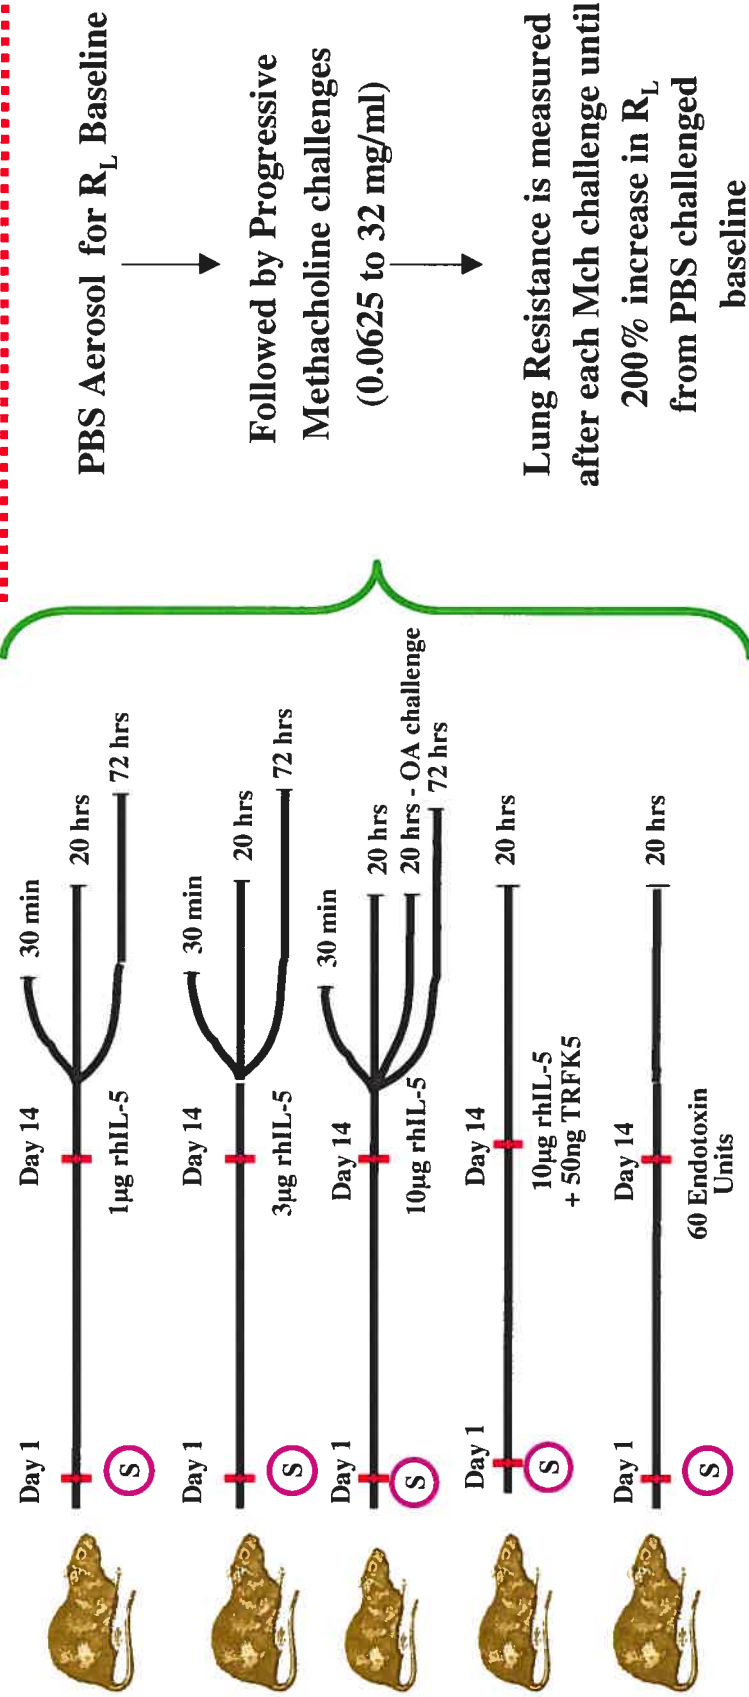 Day 1
Day 14
30 min
20 hrs
72 hrs
S
1µg rhIL-5
Day 1
Day 14
30 min
20 hrs
72 hrs
S
3µg rhIL-5
Day 1
Day 14
30 min
20 hrs
20 hrs - OA challenge
72 hrs
S
10µg rhIL-5
Day 1
Day 14
20 hrs
S
10µg rhIL-5
+ 50ng TRFK5
Day 1
Day 14
20 hrs
S
60 Endotoxin
Units
PBS Aerosol for RL Baseline
Followed by Progressive
Methacholine challenges
(0.0625 to 32 mg/ml)
Lung Resistance is measured
after each Mch challenge until
200% increase in RL
from PBS challenged
baseline